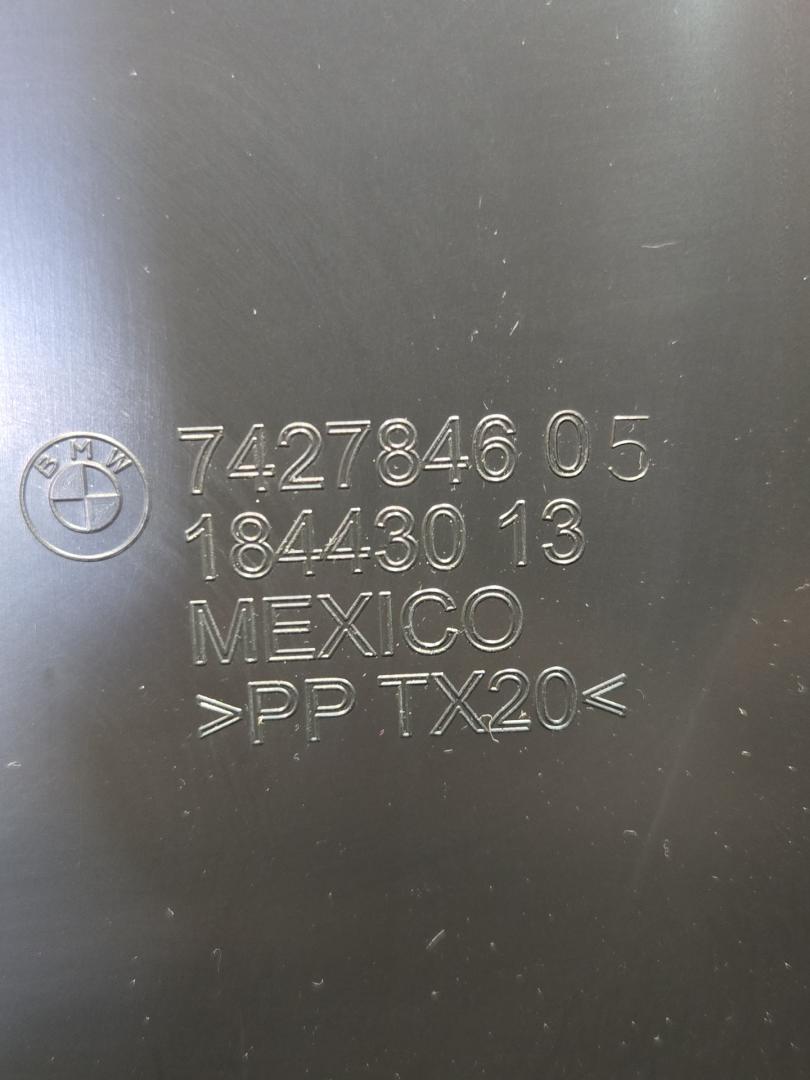 BMW
7427846 05
184430 13
MEXICO
>PP TX20<